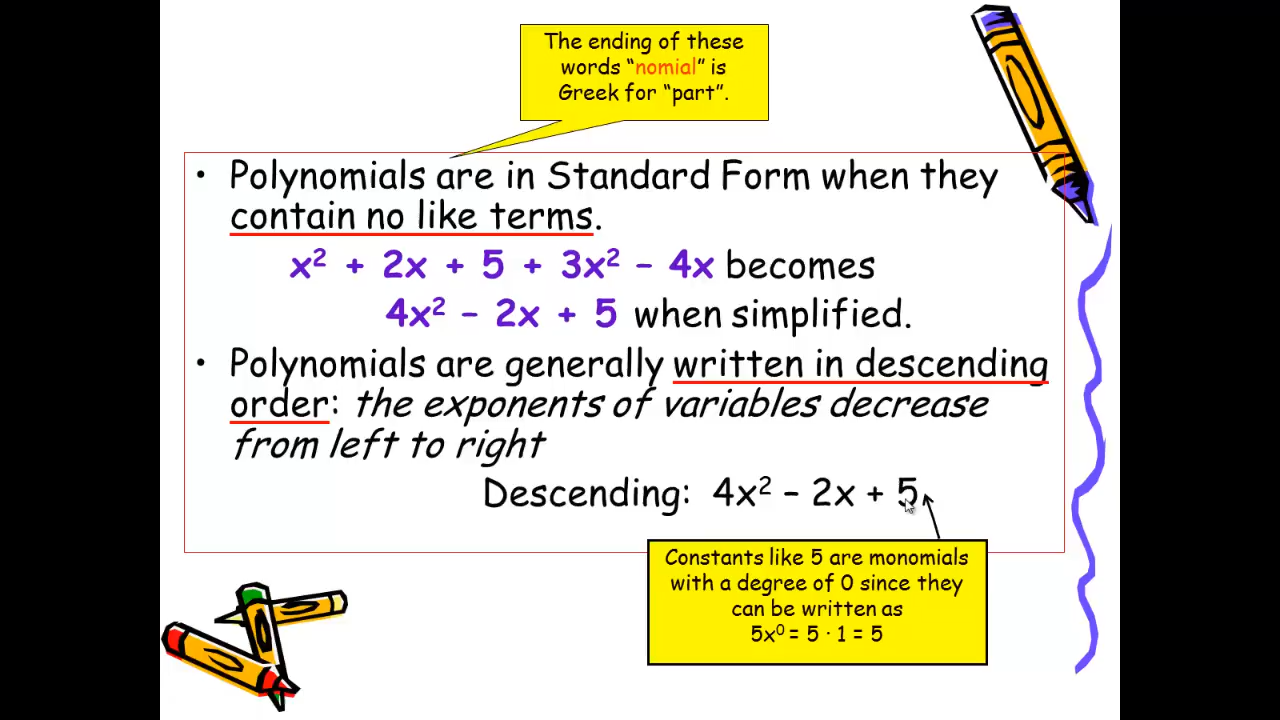 The ending of these
words “nomial” is
Greek for “part”.
• Polynomials are in Standard Form when they
contain no like terms.
x² + 2x + 5 + 3x² – 4x becomes
4x² – 2x + 5 when simplified.
• Polynomials are generally written in descending
order: the exponents of variables decrease
from left to right
Descending: 4x² – 2x + 5
Constants like 5 are monomials
with a degree of 0 since they
can be written as
5x⁰ = 5 · 1 = 5